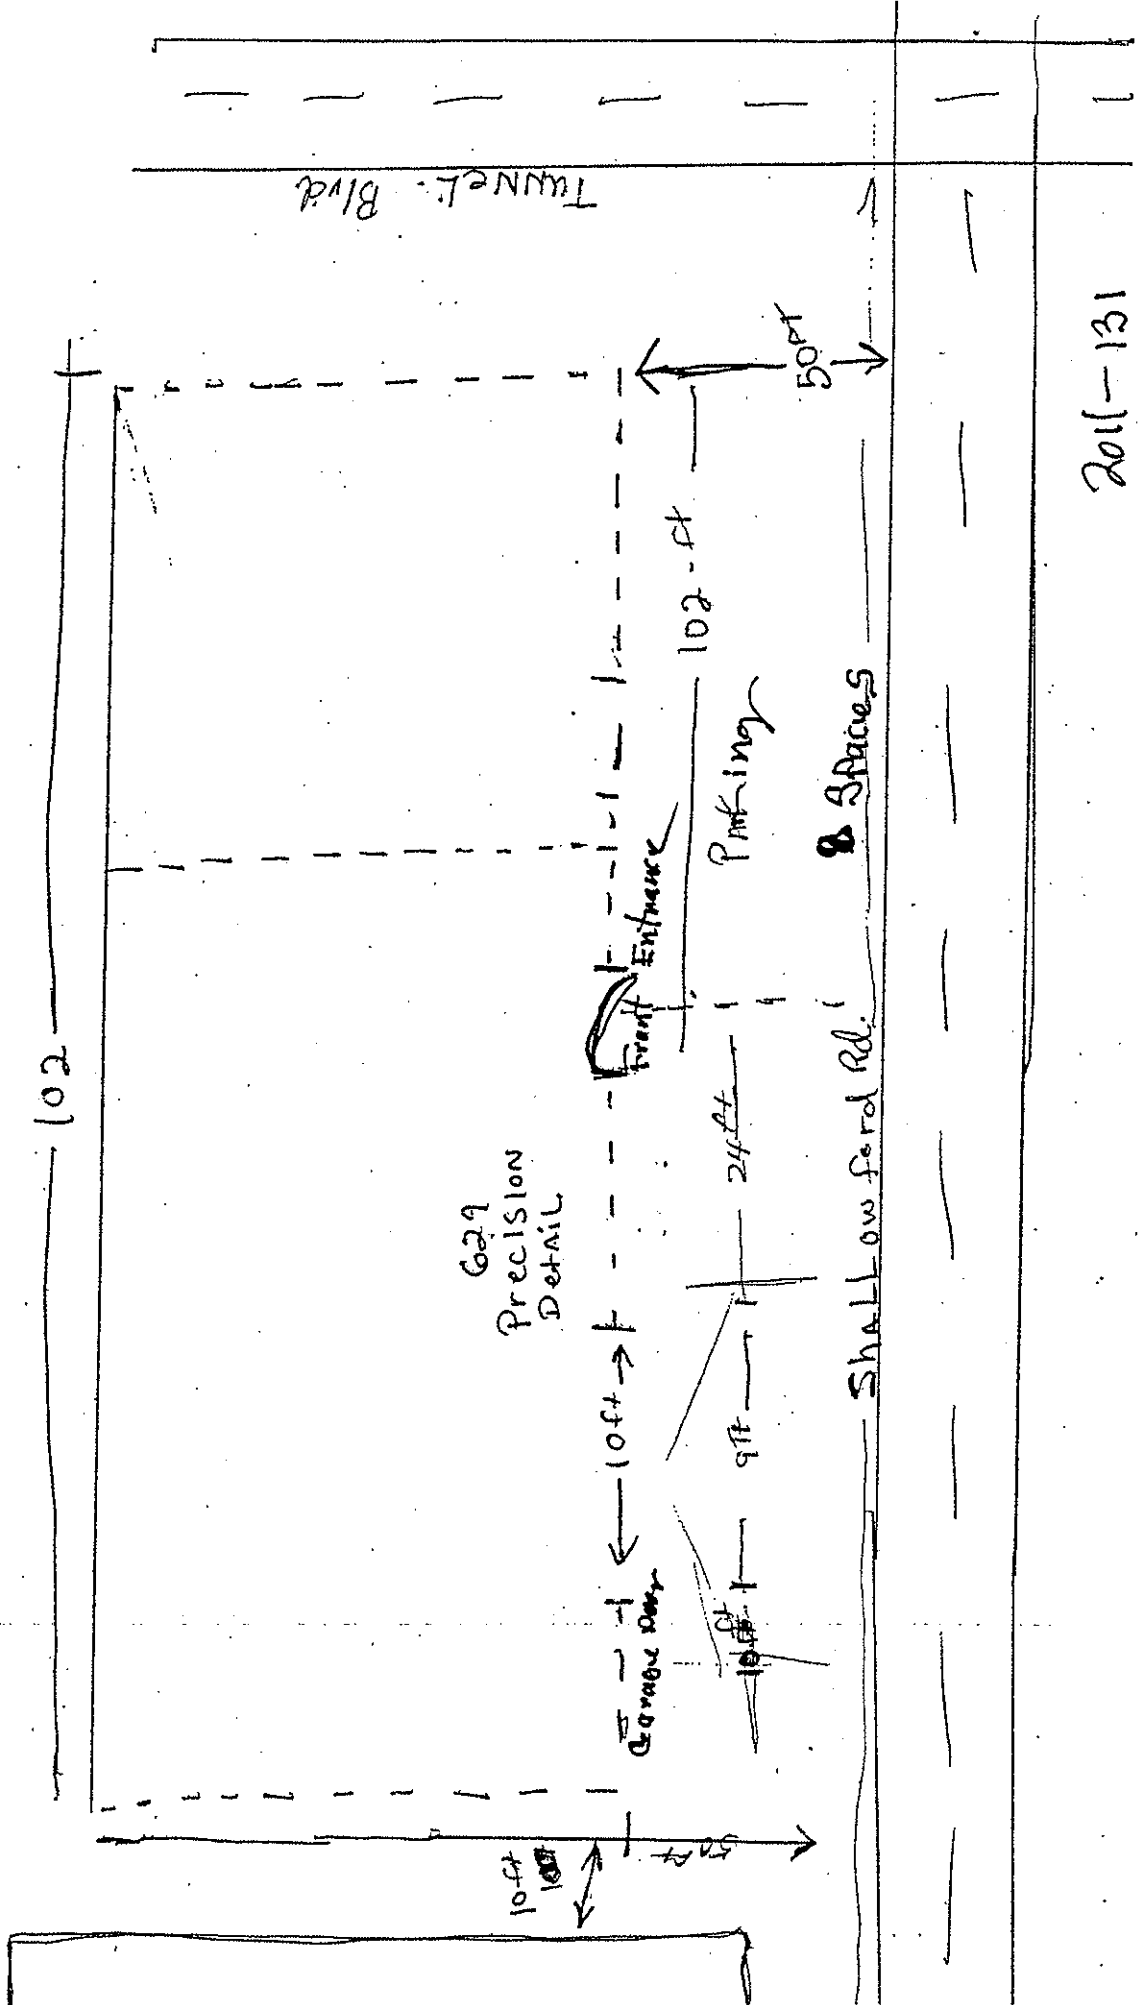 Tunnel Blvd
102
50ft
102-ft
Parking
8 Spaces
Front Entrance
629
Precision
Detail
24ft
10ft
9ft
10ft
Garage Door
Shallowford Rd.
50ft
10ft
2011-131